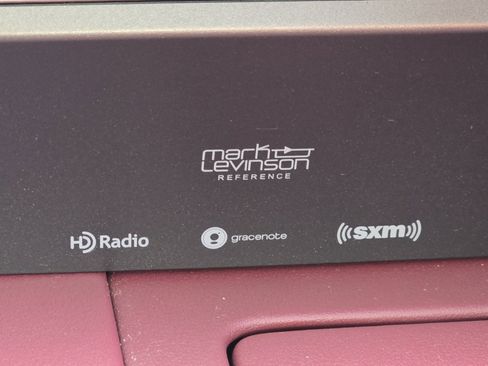 mark
LEVINSON
REFERENCE
HD Radio
gracenote
sxm